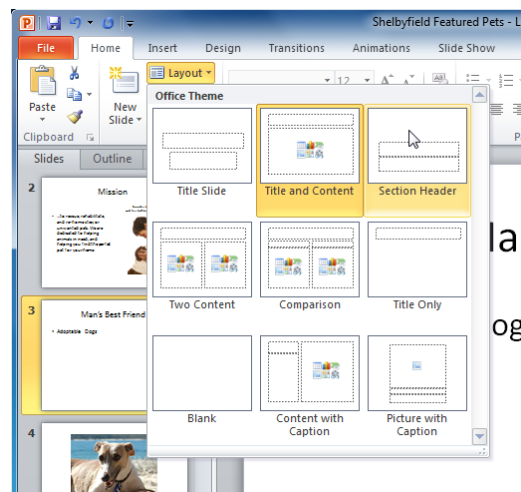 Shelbyfield Featured Pets - L
File Home Insert Design Transitions Animations Slide Show
Layout
12
Paste
New
Slide
Clipboard
Office Theme
Slides Outline
Title Slide Title and Content Section Header
Two Content Comparison Title Only
Blank Content with
Caption Picture with
Caption
2
Mission
3
Man's Best Friend
• Adoptable Dogs
4
la
og